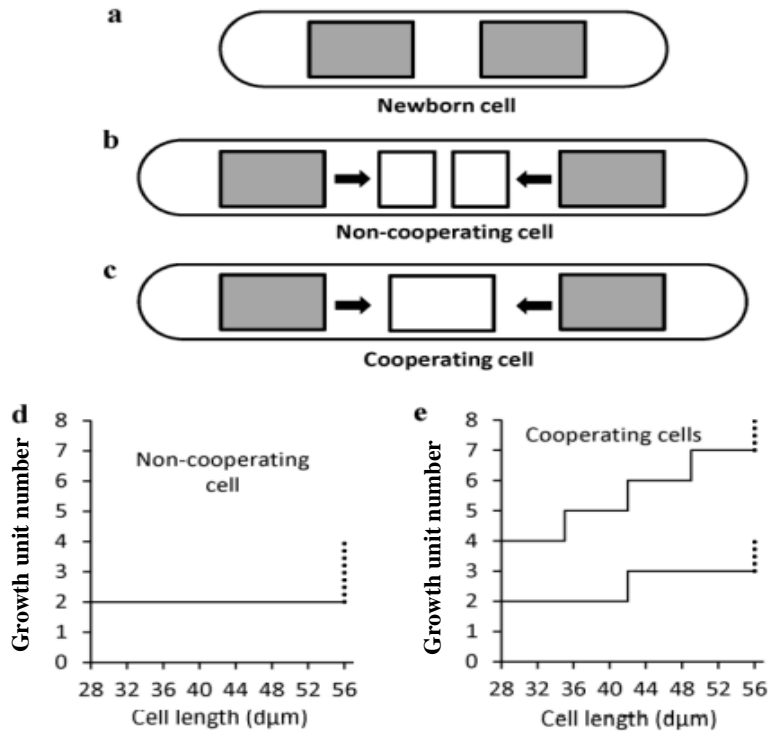 a
Newborn cell
b
Non-cooperating cell
c
Cooperating cell
d
Growth unit number
8
7
6
5
4
3
2
1
0
Non-cooperating
cell
28 32 36 40 44 48 52 56
Cell length (dµm)
e
Growth unit number
8
7
6
5
4
3
2
1
0
Cooperating cells
28 32 36 40 44 48 52 56
Cell length (dµm)